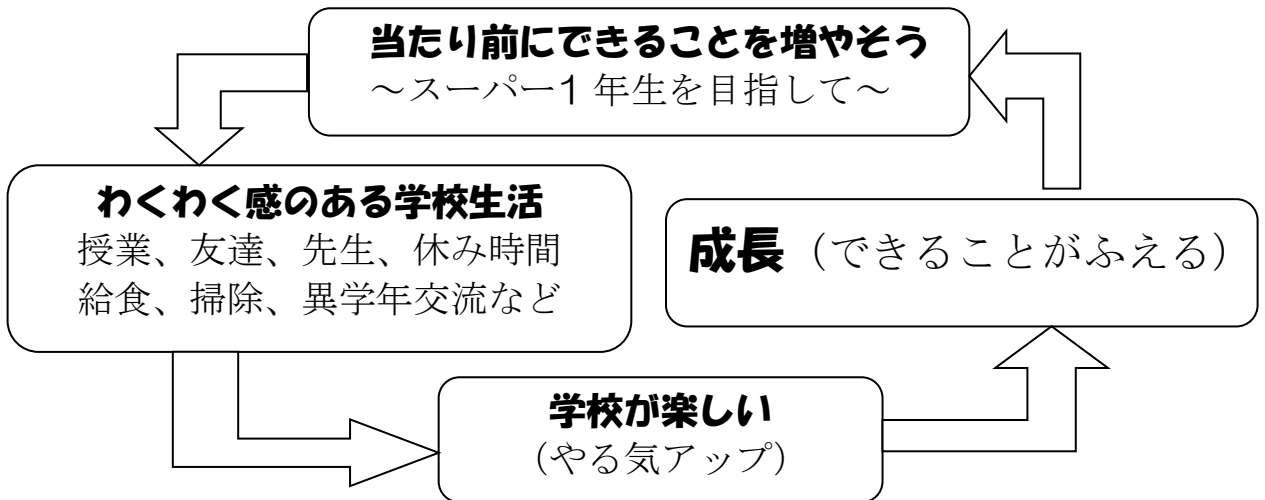 当たり前にできることを増やそう
～スーパー1年生を目指して～
わくわく感のある学校生活
授業、友達、先生、休み時間
給食、掃除、異学年交流など
成長（できることがふえる）
学校が楽しい
（やる気アップ）